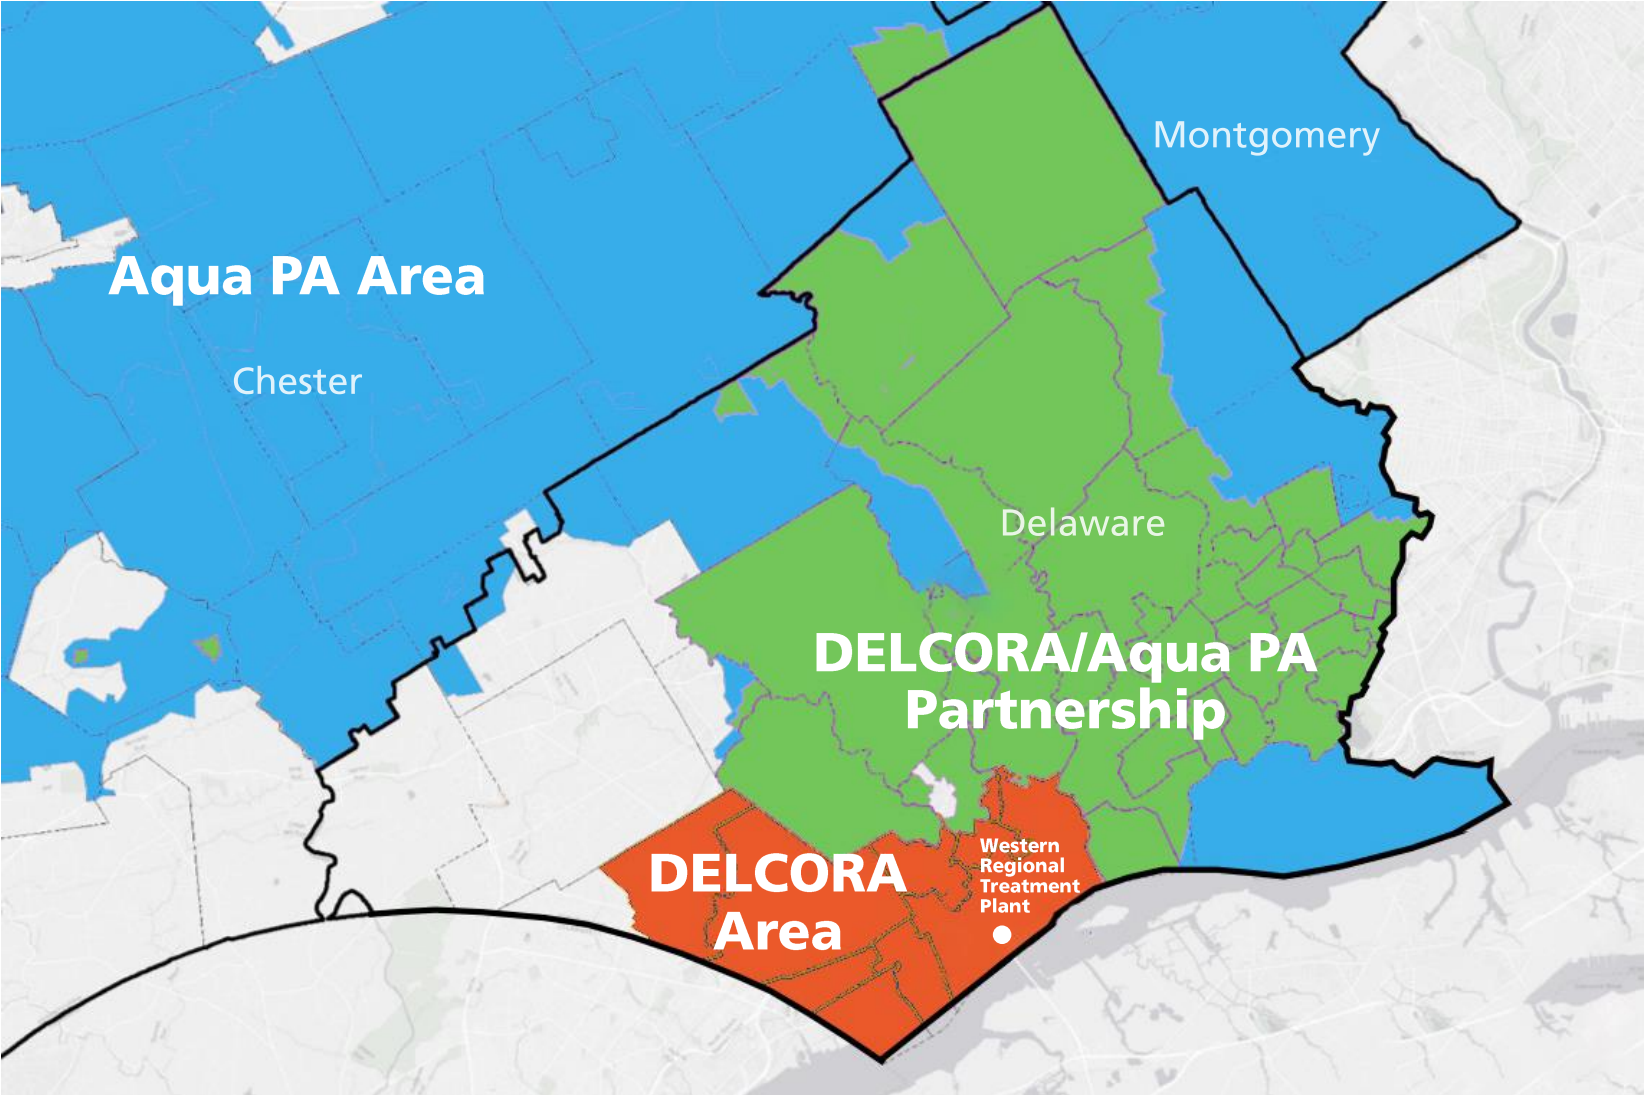 Montgomery
Aqua PA Area
Chester
Delaware
DELCORA/Aqua PA
Partnership
Western
Regional
Treatment
Plant
DELCORA
Area